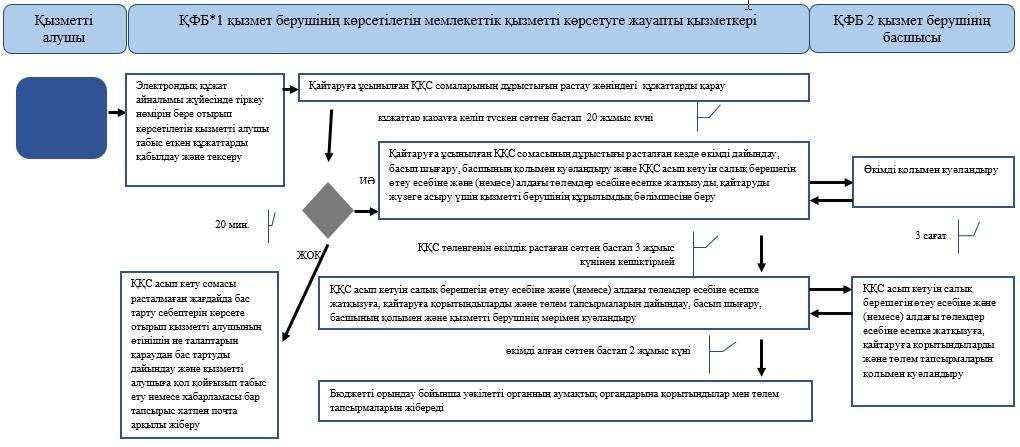 Қызметті
алушы
ҚФБ*1 қызмет берушінің көрсетілетін мемлекеттік қызметті көрсетуге жауапты қызметкері
ҚФБ 2 қызмет берушінің
басшысы
Электрондық құжат
айналымы жүйесінде тіркеу
нөмірін бере отырып
көрсетілетін қызметті алушы
табыс еткен құжаттарды
қабылдау және тексеру
Қайтаруға ұсынылған ҚҚС сомаларының дұрыстығын растау жөніндегі құжаттарды қарау
құжаттар қарауға келіп түскен сәттен бастап 20 жұмыс күні
Қайтаруға ұсынылған ҚҚС сомасының дұрыстығы расталған кезде өкімді дайындау,
басып шығару, басшының қолымен куәландыру және ҚҚС асып кетуін салық берешегін
өтеу есебіне және (немесе) алдағы төлемдер есебіне есепке жатқызуды, қайтаруды
жүзеге асыру үшін қызметті берушінің құрылымдық бөлімшесіне беру
Өкімді қолымен куәландыру
ИӘ
20 мин.
3 сағат
ЖОҚ
ҚҚС төленгенін өкілдік растаған сәттен бастап 3 жұмыс
күнінен кешіктірмей
ҚҚС асып кету сомасы
расталмаған жағдайда бас
тарту себептерін көрсете
отырып қызметті алушының
өтінішін не талаптарын
қараудан бас тартуды
дайындау және қызметті
алушыға қол қойғызып табыс
ету немесе хабарламасы бар
тапсырыс хатпен почта
арқылы жіберу
ҚҚС асып кетуін салық берешегін өтеу есебіне және (немесе) алдағы төлемдер есебіне есепке
жатқызуға, қайтаруға қорытындыларды және төлем тапсырмаларын дайындау, басып шығару,
басшының қолымен және қызметті берушінің мөрімен куәландыру
ҚҚС асып кетуін салық
берешегін өтеу есебіне және
(немесе) алдағы төлемдер
есебіне есепке жатқызуға,
қайтаруға қорытындыларды
және төлем тапсырмаларын
қолымен куәландыру
өкімді алған сәттен бастап 2 жұмыс күні
Бюджетті орындау бойынша уәкілетті органның аумақтық органдарына қорытындылар мен төлем
тапсырмаларын жібереді